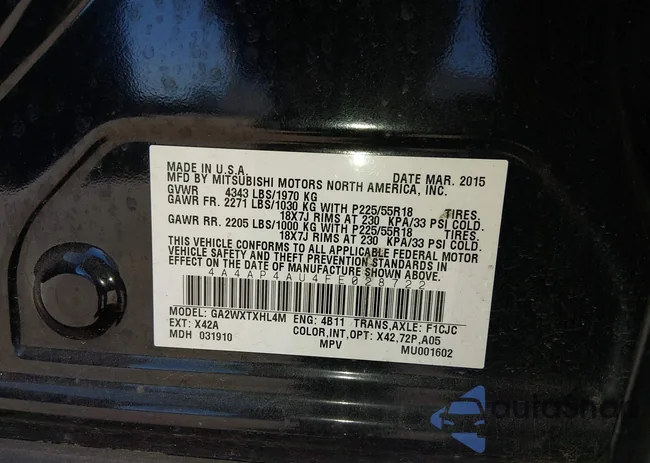 MADE IN U.S.A. DATE MAR. 2015
MFD BY MITSUBISHI MOTORS NORTH AMERICA, INC.
GVWR 4343 LBS/1970 KG
GAWR FR. 2271 LBS/1030 KG WITH P225/55R18 TIRES,
18X7J RIMS AT 230 KPA/33 PSI COLD.
GAWR RR. 2205 LBS/1000 KG WITH P225/55R18 TIRES,
18X7J RIMS AT 230 KPA/33 PSI COLD.
THIS VEHICLE CONFORMS TO ALL APPLICABLE FEDERAL MOTOR
VEHICLE SAFETY AND THEFT PREVENTION STANDARDS IN
EFFECT ON THE DATE OF MANUFACTURE SHOWN ABOVE.
4A4AP4AU4FE028722
MODEL: GA2WXTXHL4M ENG: 4B11 TRANS,AXLE: F1CJC
EXT: X42A COLOR,INT,OPT: X42,72P,A05
MDH 031910 MPV MU001602
autoSnap